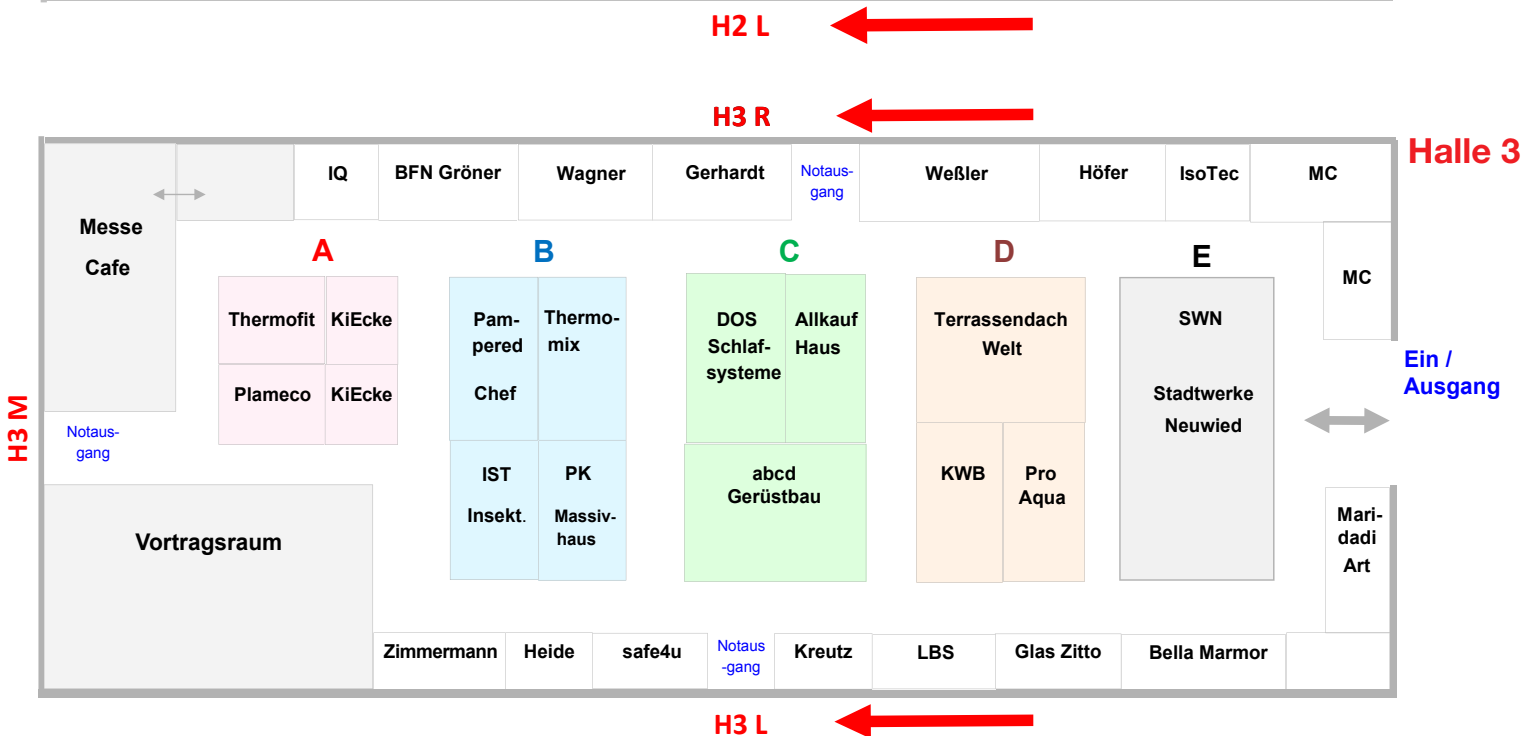 H2 L
H3 R
Halle 3
IQ
BFN Gröner
Wagner
Gerhardt
Notaus-
gang
Weßler
Höfer
IsoTec
MC
Messe
Cafe
A
B
C
D
E
MC
Thermofit
KiEcke
Plameco
KiEcke
Pam-
pered
Chef
Thermo-
mix
IST
Insekt.
PK
Massiv-
haus
DOS
Schlaf-
systeme
Allkauf
Haus
abcd
Gerüstbau
Terrassendach
Welt
KWB
Pro
Aqua
SWN
Stadtwerke
Neuwied
Ein /
Ausgang
H3 M
Notaus-
gang
Vortragsraum
Mari-
dadi
Art
Zimmermann
Heide
safe4u
Notaus
-gang
Kreutz
LBS
Glas Zitto
Bella Marmor
H3 L